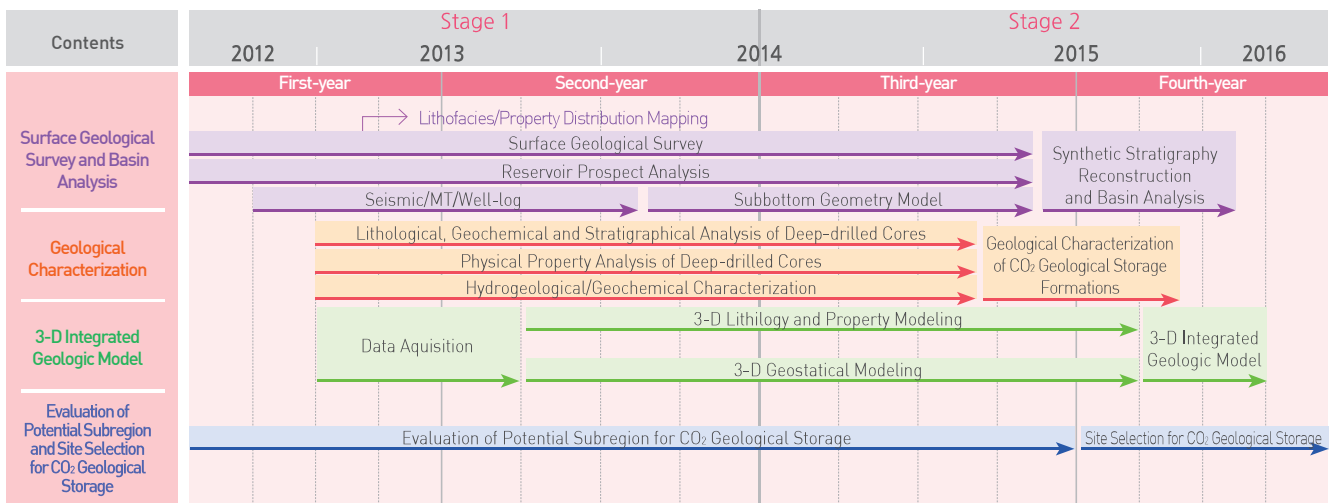 Contents
Stage 1
Stage 2
2012
2013
2014
2015
2016
First-year
Second-year
Third-year
Fourth-year
Surface Geological
Survey and Basin
Analysis
Lithofacies/Property Distribution Mapping
Surface Geological Survey
Reservoir Prospect Analysis
Seismic/MT/Well-log
Subbottom Geometry Model
Synthetic Stratigraphy
Reconstruction
and Basin Analysis
Geological
Characterization
Lithological, Geochemical and Stratigraphical Analysis of Deep-drilled Cores
Physical Property Analysis of Deep-drilled Cores
Hydrogeological/Geochemical Characterization
Geological Characterization
of CO₂ Geological Storage
Formations
3-D Integrated
Geologic Model
Data Aquisition
3-D Lithilogy and Property Modeling
3-D Geostatical Modeling
3-D Integrated
Geologic Model
Evaluation of
Potential Subregion
and Site Selection
for CO₂ Geological
Storage
Evaluation of Potential Subregion for CO₂ Geological Storage
Site Selection for CO₂ Geological Storage